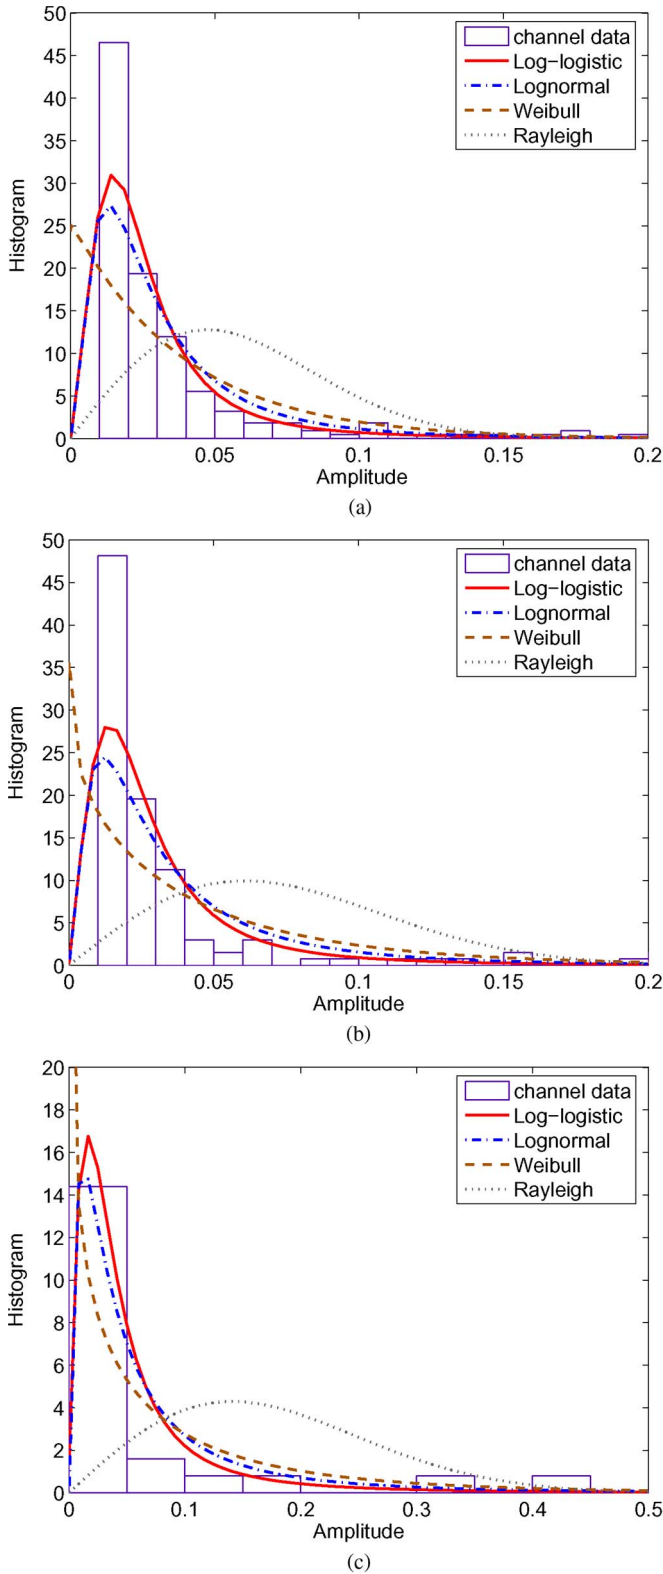 50
45
40
35
30
25
20
15
10
5
0
Histogram
channel data
Log-logistic
Lognormal
Weibull
Rayleigh
0 0.05 0.1 0.15 0.2
Amplitude
(a)
50
45
40
35
30
25
20
15
10
5
0
Histogram
channel data
Log-logistic
Lognormal
Weibull
Rayleigh
0 0.05 0.1 0.15 0.2
Amplitude
(b)
20
18
16
14
12
10
8
6
4
2
0
Histogram
channel data
Log-logistic
Lognormal
Weibull
Rayleigh
0 0.1 0.2 0.3 0.4 0.5
Amplitude
(c)